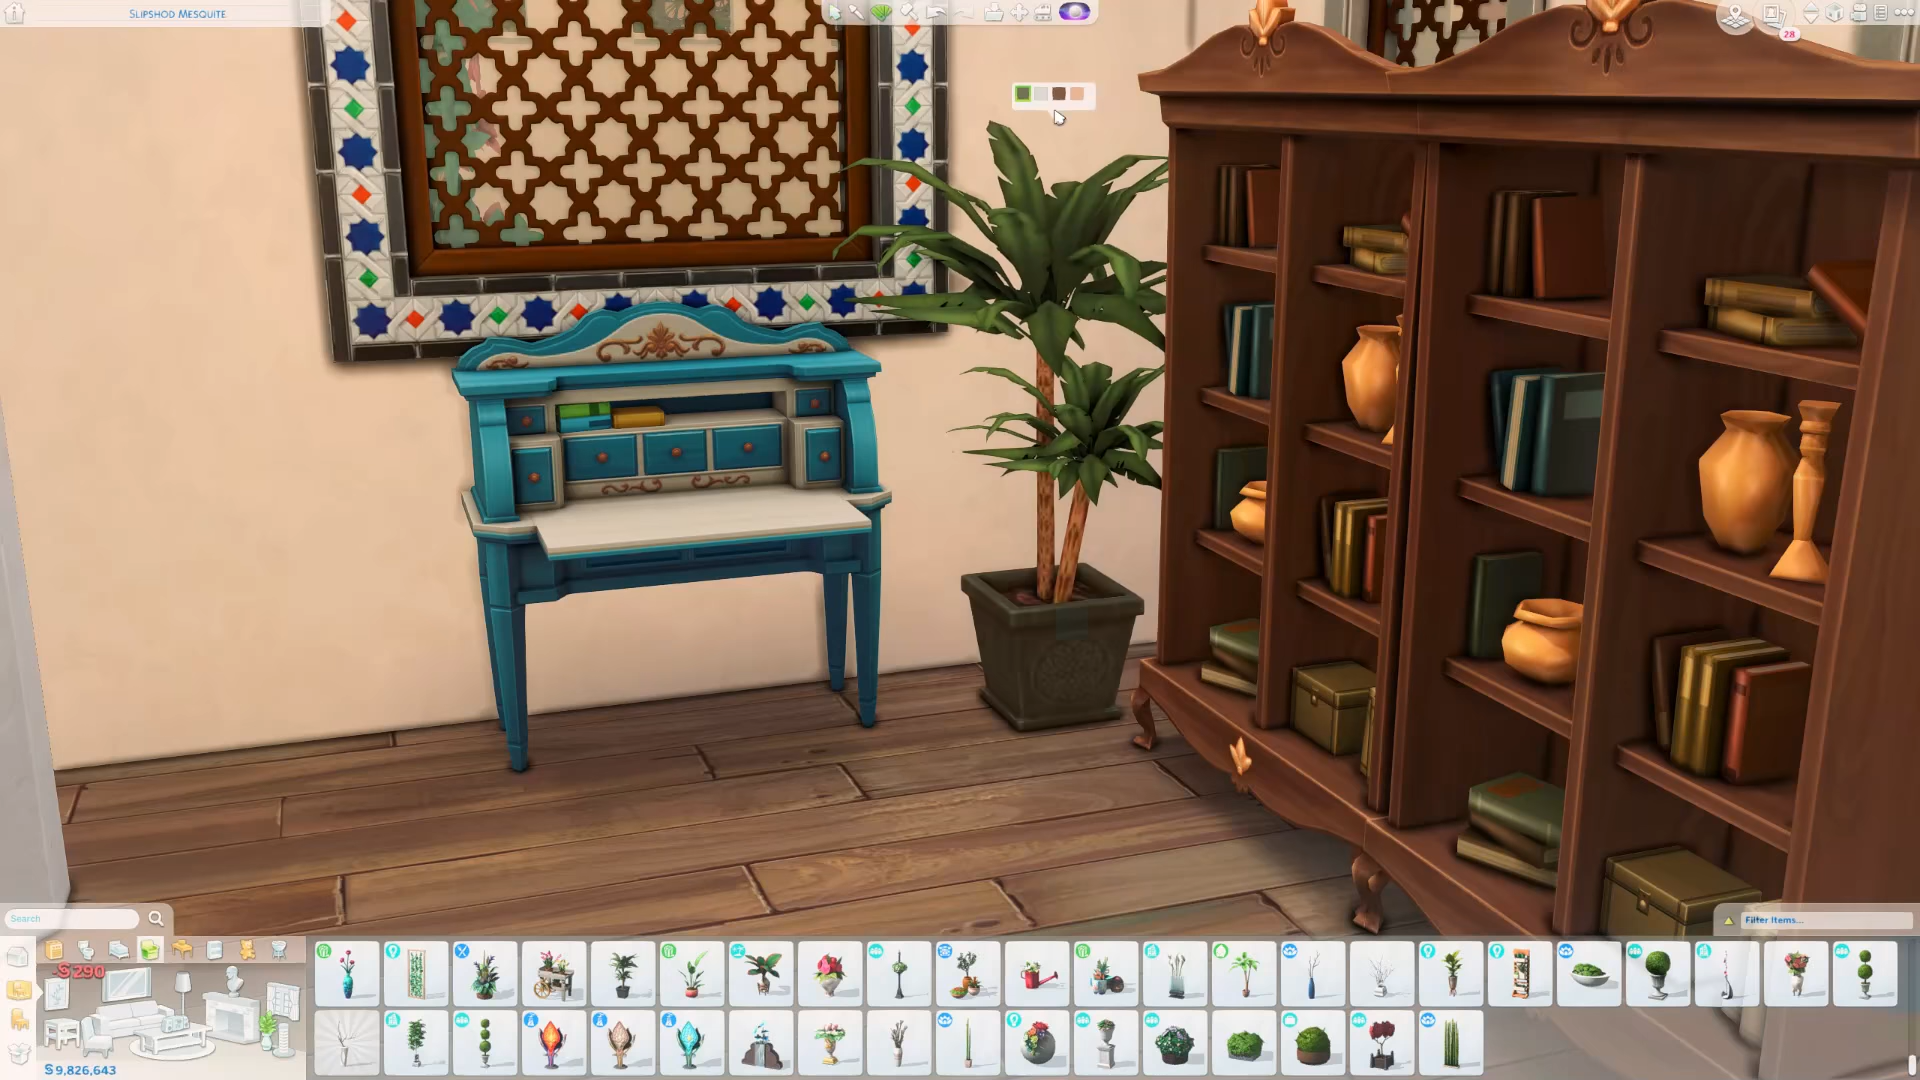 Slipshod Mesquite
28
Search
Filter Items...
-§290
§9,826,643